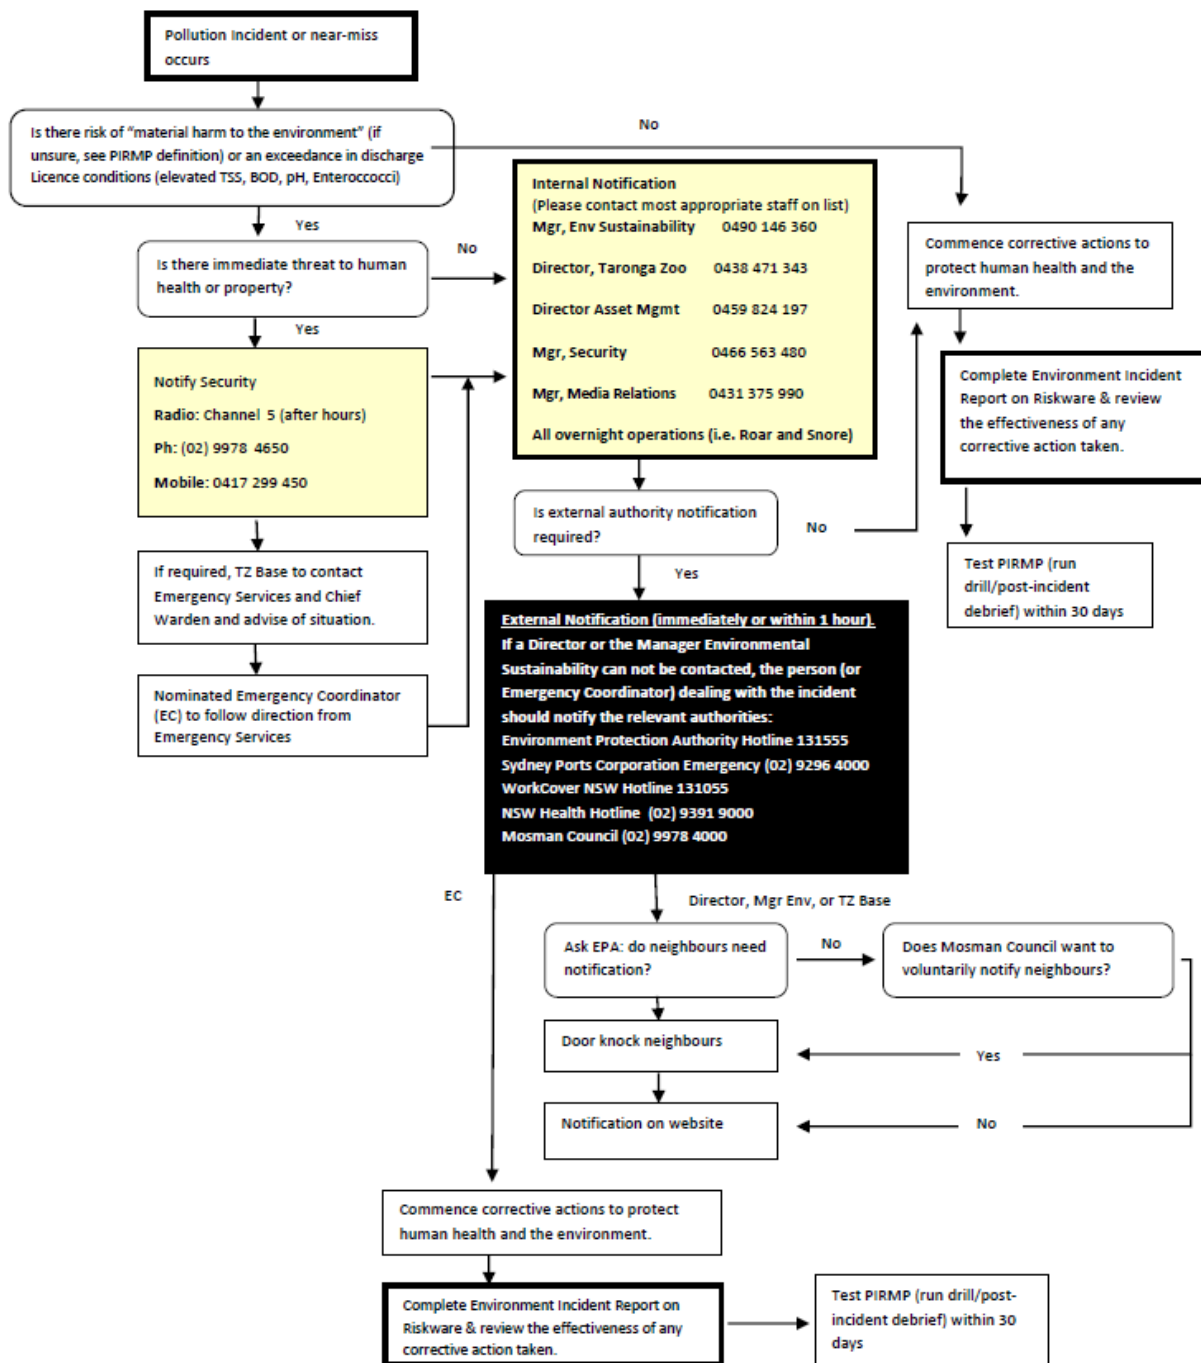 Pollution Incident or near-miss
occurs
Is there risk of “material harm to the environment” (if
unsure, see PIRMP definition) or an exceedance in discharge
Licence conditions (elevated TSS, BOD, pH, Enteroccocci)
No
Yes
Is there immediate threat to human
health or property?
No
Yes
Notify Security
Radio: Channel 5 (after hours)
Ph: (02) 9978 4650
Mobile: 0417 299 450
If required, TZ Base to contact
Emergency Services and Chief
Warden and advise of situation.
Nominated Emergency Coordinator
(EC) to follow direction from
Emergency Services
Internal Notification
(Please contact most appropriate staff on list)
Mgr, Env Sustainability 0490 146 360
Director, Taronga Zoo 0438 471 343
Director Asset Mgmt 0459 824 197
Mgr, Security 0466 563 480
Mgr, Media Relations 0431 375 990
All overnight operations (i.e. Roar and Snore)
Is external authority notification
required?
No
Yes
Commence corrective actions to
protect human health and the
environment.
Complete Environment Incident
Report on Riskware & review
the effectiveness of any
corrective action taken.
Test PIRMP (run
drill/post-incident
debrief) within 30 days
External Notification (immediately or within 1 hour).
If a Director or the Manager Environmental
Sustainability can not be contacted, the person (or
Emergency Coordinator) dealing with the incident
should notify the relevant authorities:
Environment Protection Authority Hotline 131555
Sydney Ports Corporation Emergency (02) 9296 4000
WorkCover NSW Hotline 131055
NSW Health Hotline (02) 9391 9000
Mosman Council (02) 9978 4000
EC
Director, Mgr Env, or TZ Base
Ask EPA: do neighbours need
notification?
No
Does Mosman Council want to
voluntarily notify neighbours?
Door knock neighbours
Yes
Notification on website
No
Commence corrective actions to protect
human health and the environment.
Complete Environment Incident Report on
Riskware & review the effectiveness of any
corrective action taken.
Test PIRMP (run drill/post-
incident debrief) within 30
days